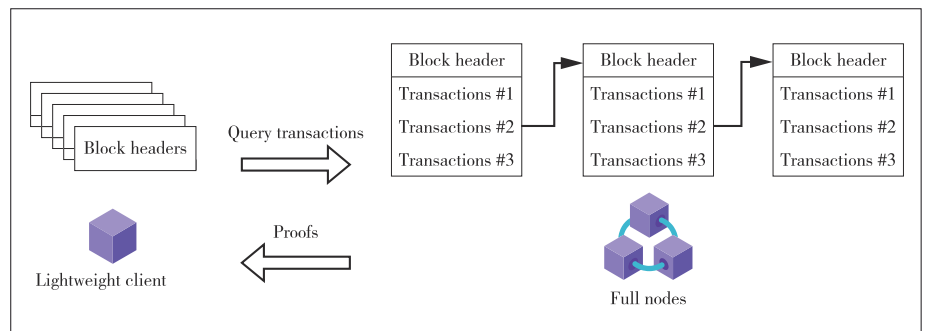 Block headers
Lightweight client
Query transactions
Proofs
Block header
Transactions #1
Transactions #2
Transactions #3
Block header
Transactions #1
Transactions #2
Transactions #3
Block header
Transactions #1
Transactions #2
Transactions #3
Full nodes